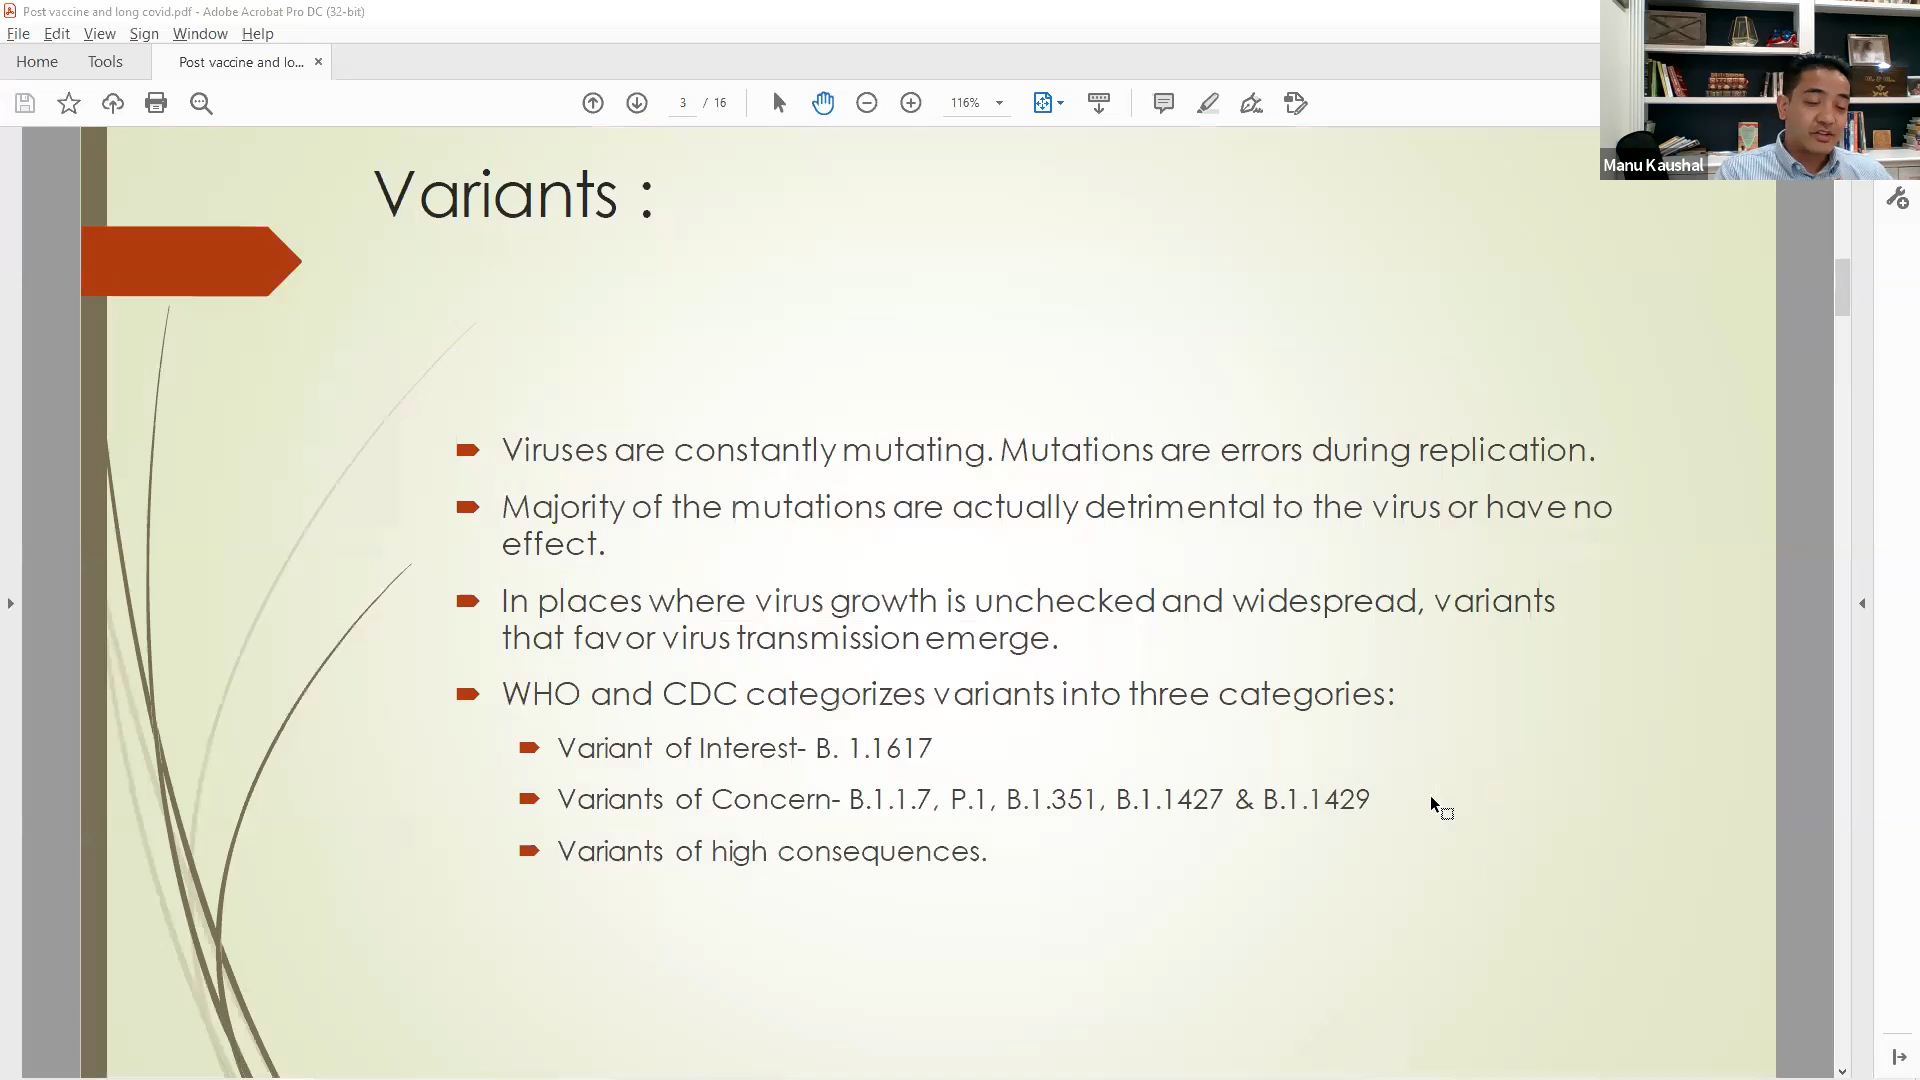 Post vaccine and long covid.pdf - Adobe Acrobat Pro DC (32-bit)
File Edit View Sign Window Help
Home Tools Post vaccine and lo... ×
3 / 16 116%
Manu Kaushal
Variants :
Viruses are constantly mutating. Mutations are errors during replication.
Majority of the mutations are actually detrimental to the virus or have no
effect.
In places where virus growth is unchecked and widespread, variants
that favor virus transmission emerge.
WHO and CDC categorizes variants into three categories:
Variant of Interest- B. 1.1617
Variants of Concern- B.1.1.7, P.1, B.1.351, B.1.1427 & B.1.1429
Variants of high consequences.